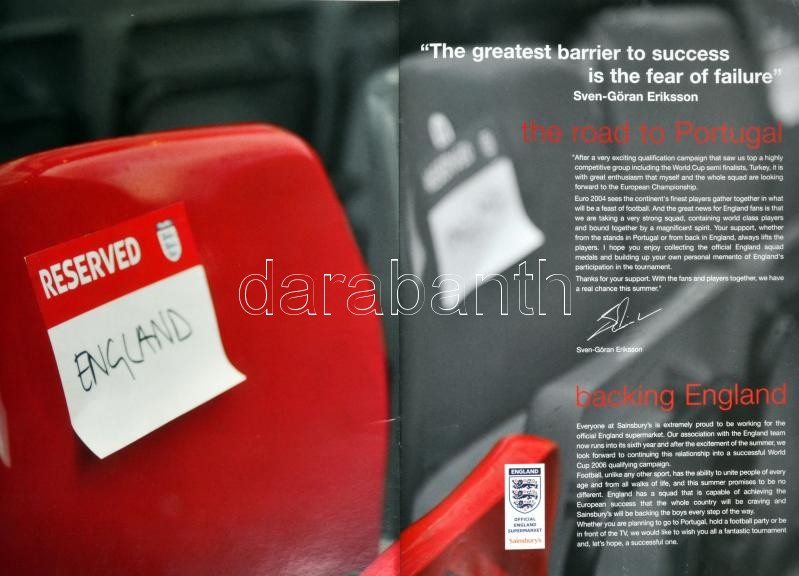 RESERVED
ENGLAND
"The greatest barrier to success
is the fear of failure"
Sven-Göran Eriksson
the road to Portugal
"After a very exciting qualification campaign that saw us top a highly
competitive group including the World Cup semi finalists, Turkey, it is
with great enthusiasm that myself and the whole squad are looking
forward to the European Championship.
Euro 2004 sees the continent's finest players gather together in what
will be a feast of football. And the great news for England fans is that
we are taking a very strong squad, containing world class players
and bound together by a magnificent spirit. Your support, whether
from the stands in Portugal or from back in England, always lifts the
players. I hope you enjoy collecting the official England squad
medals and building up your own personal memento of England's
participation in the tournament.
Thanks for your support. With the fans and players together, we have
a real chance this summer."
Sven-Göran Eriksson
backing England
Everyone at Sainsbury's is extremely proud to be working for the
official England supermarket. Our association with the England team
now runs into its sixth year and after the excitement of the summer, we
look forward to continuing this relationship into a successful World
Cup 2006 qualifying campaign.
Football, unlike any other sport, has the ability to unite people of every
age and from all walks of life, and this summer promises to be no
different. England has a squad that is capable of achieving the
European success that the whole country will be craving and
Sainsbury's will be backing the boys every step of the way.
Whether you are planning to go to Portugal, hold a football party or be
in front of the TV, we would like to wish you all a fantastic tournament
and, let's hope, a successful one.
ENGLAND
OFFICIAL
ENGLAND
SUPERMARKET
Sainsbury's
darabanth